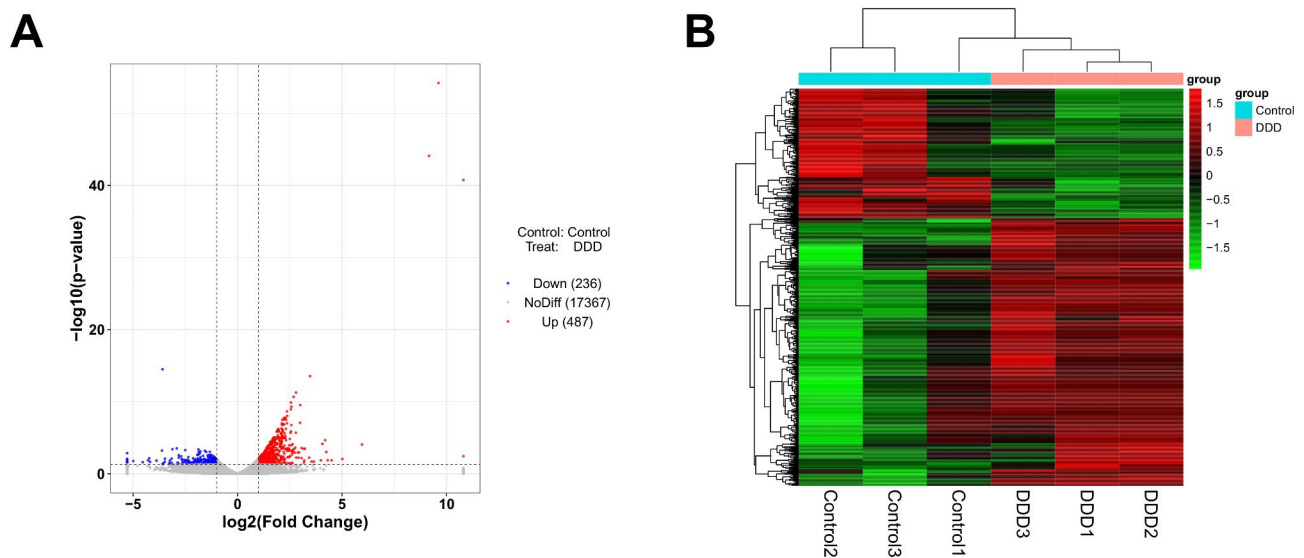 A
−log10(p−value)
40
20
0
−5
0
5
10
log2(Fold Change)
Control: Control
Treat: DDD
Down (236)
NoDiff (17367)
Up (487)
B
group
1.5
1
0.5
0
−0.5
−1
−1.5
group
Control
DDD
Control2
Control3
Control1
DDD3
DDD1
DDD2